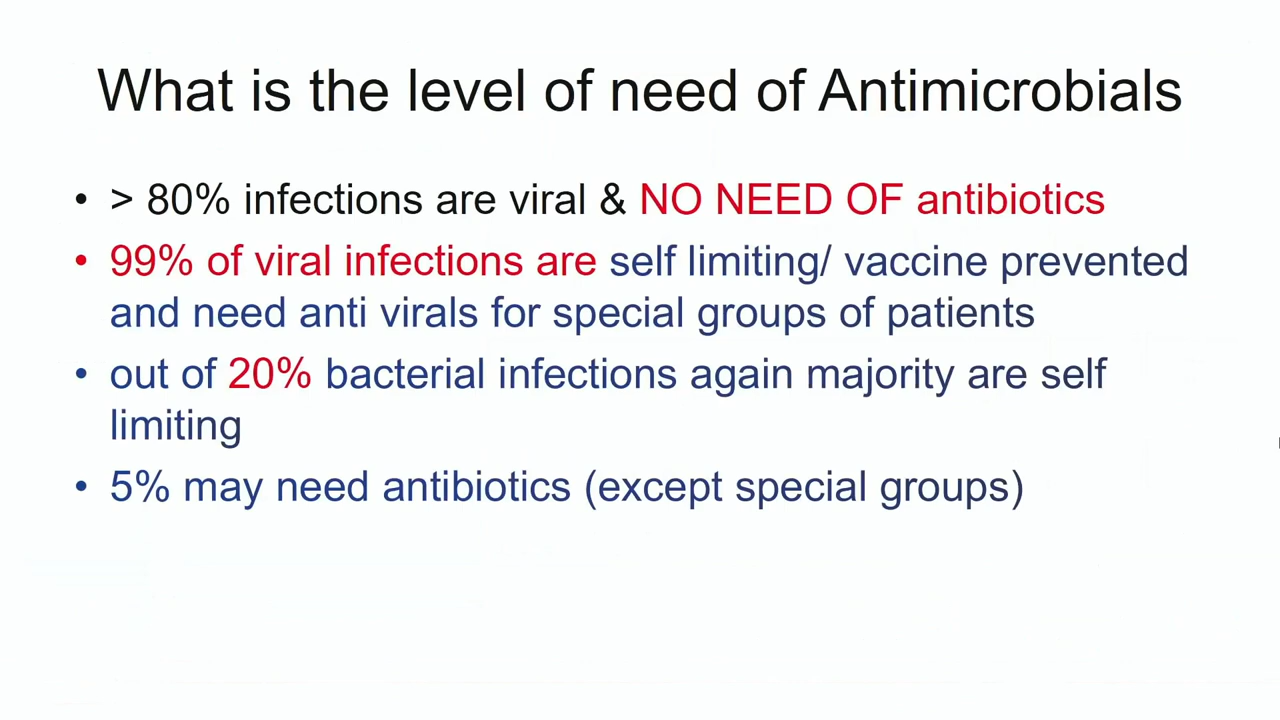 What is the level of need of Antimicrobials
• > 80% infections are viral & NO NEED OF antibiotics
• 99% of viral infections are self limiting/ vaccine prevented
and need anti virals for special groups of patients
• out of 20% bacterial infections again majority are self
limiting
• 5% may need antibiotics (except special groups)